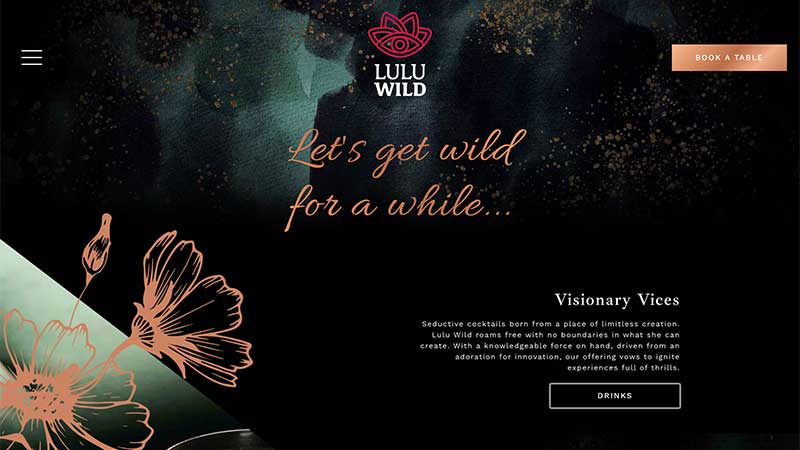 LULU
WILD
BOOK A TABLE
Let's get wild
for a while...
Visionary Vices
Seductive cocktails born from a place of limitless creation.
Lulu Wild roams free with no boundaries in what she can
create. With a knowledgeable force on hand, driven from an
adoration for innovation, our offering vows to ignite
experiences full of thrills.
DRINKS